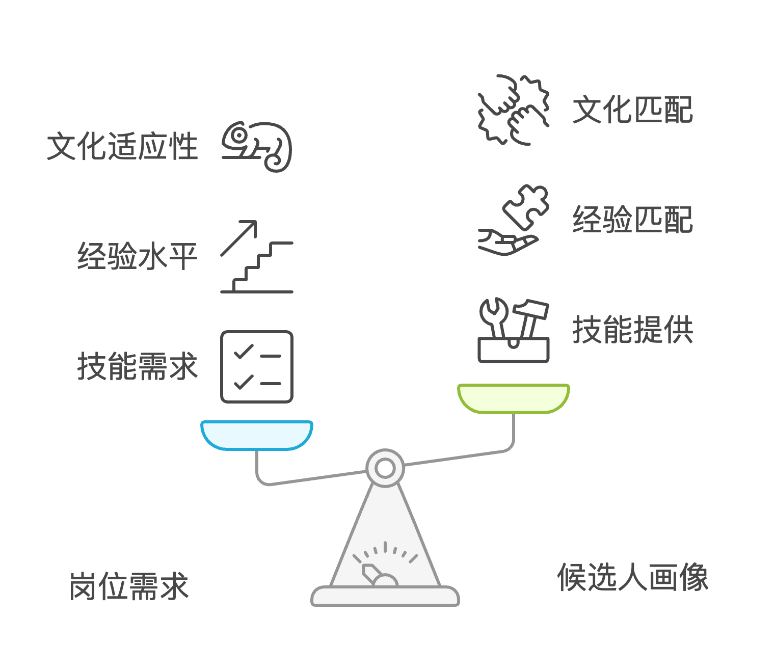 文化适应性
经验水平
技能需求
文化匹配
经验匹配
技能提供
岗位需求
候选人画像